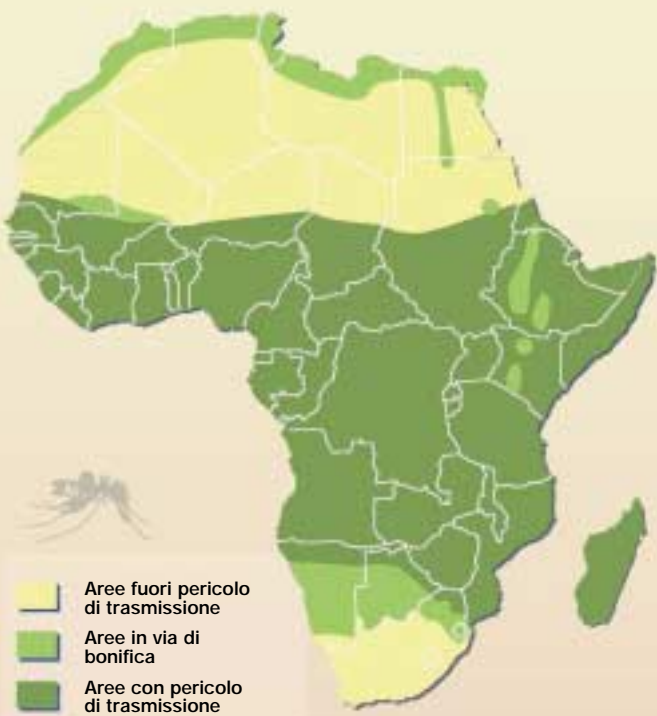 Aree fuori pericolo
di trasmissione
Aree in via di
bonifica
Aree con pericolo
di trasmissione